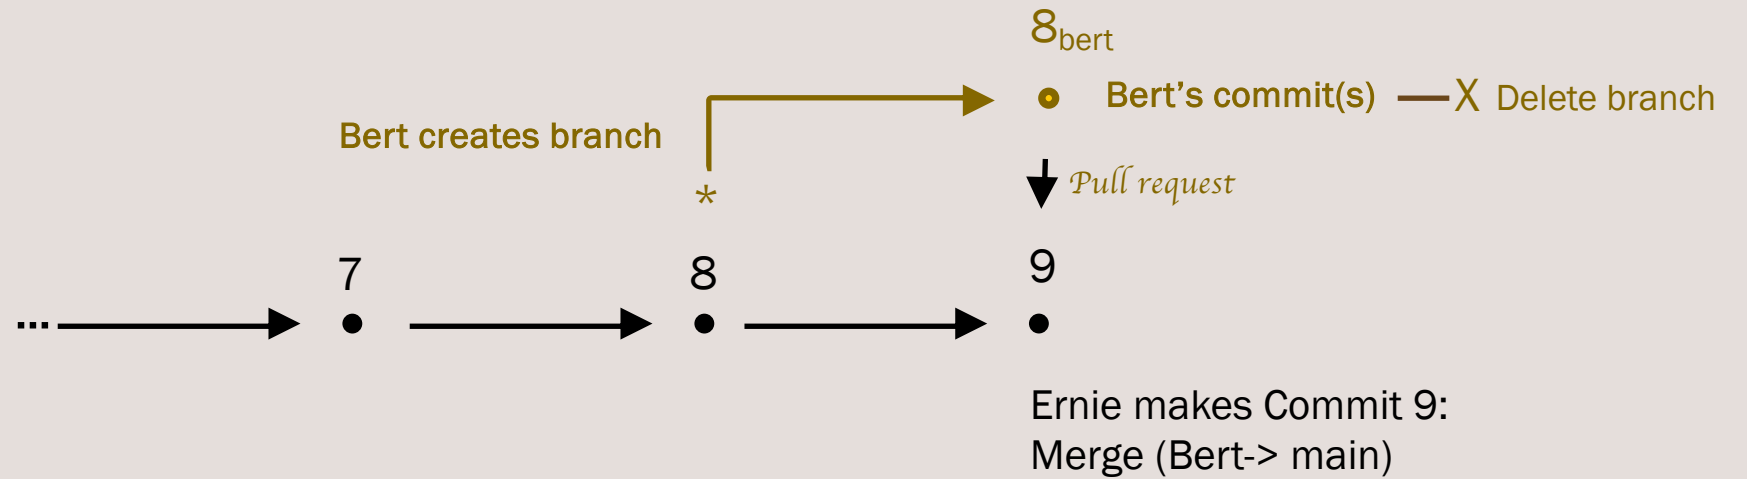 8bert
Bert's commit(s) X Delete branch
Bert creates branch
Pull request
*
7 8 9
...
Ernie makes Commit 9:
Merge (Bert-> main)